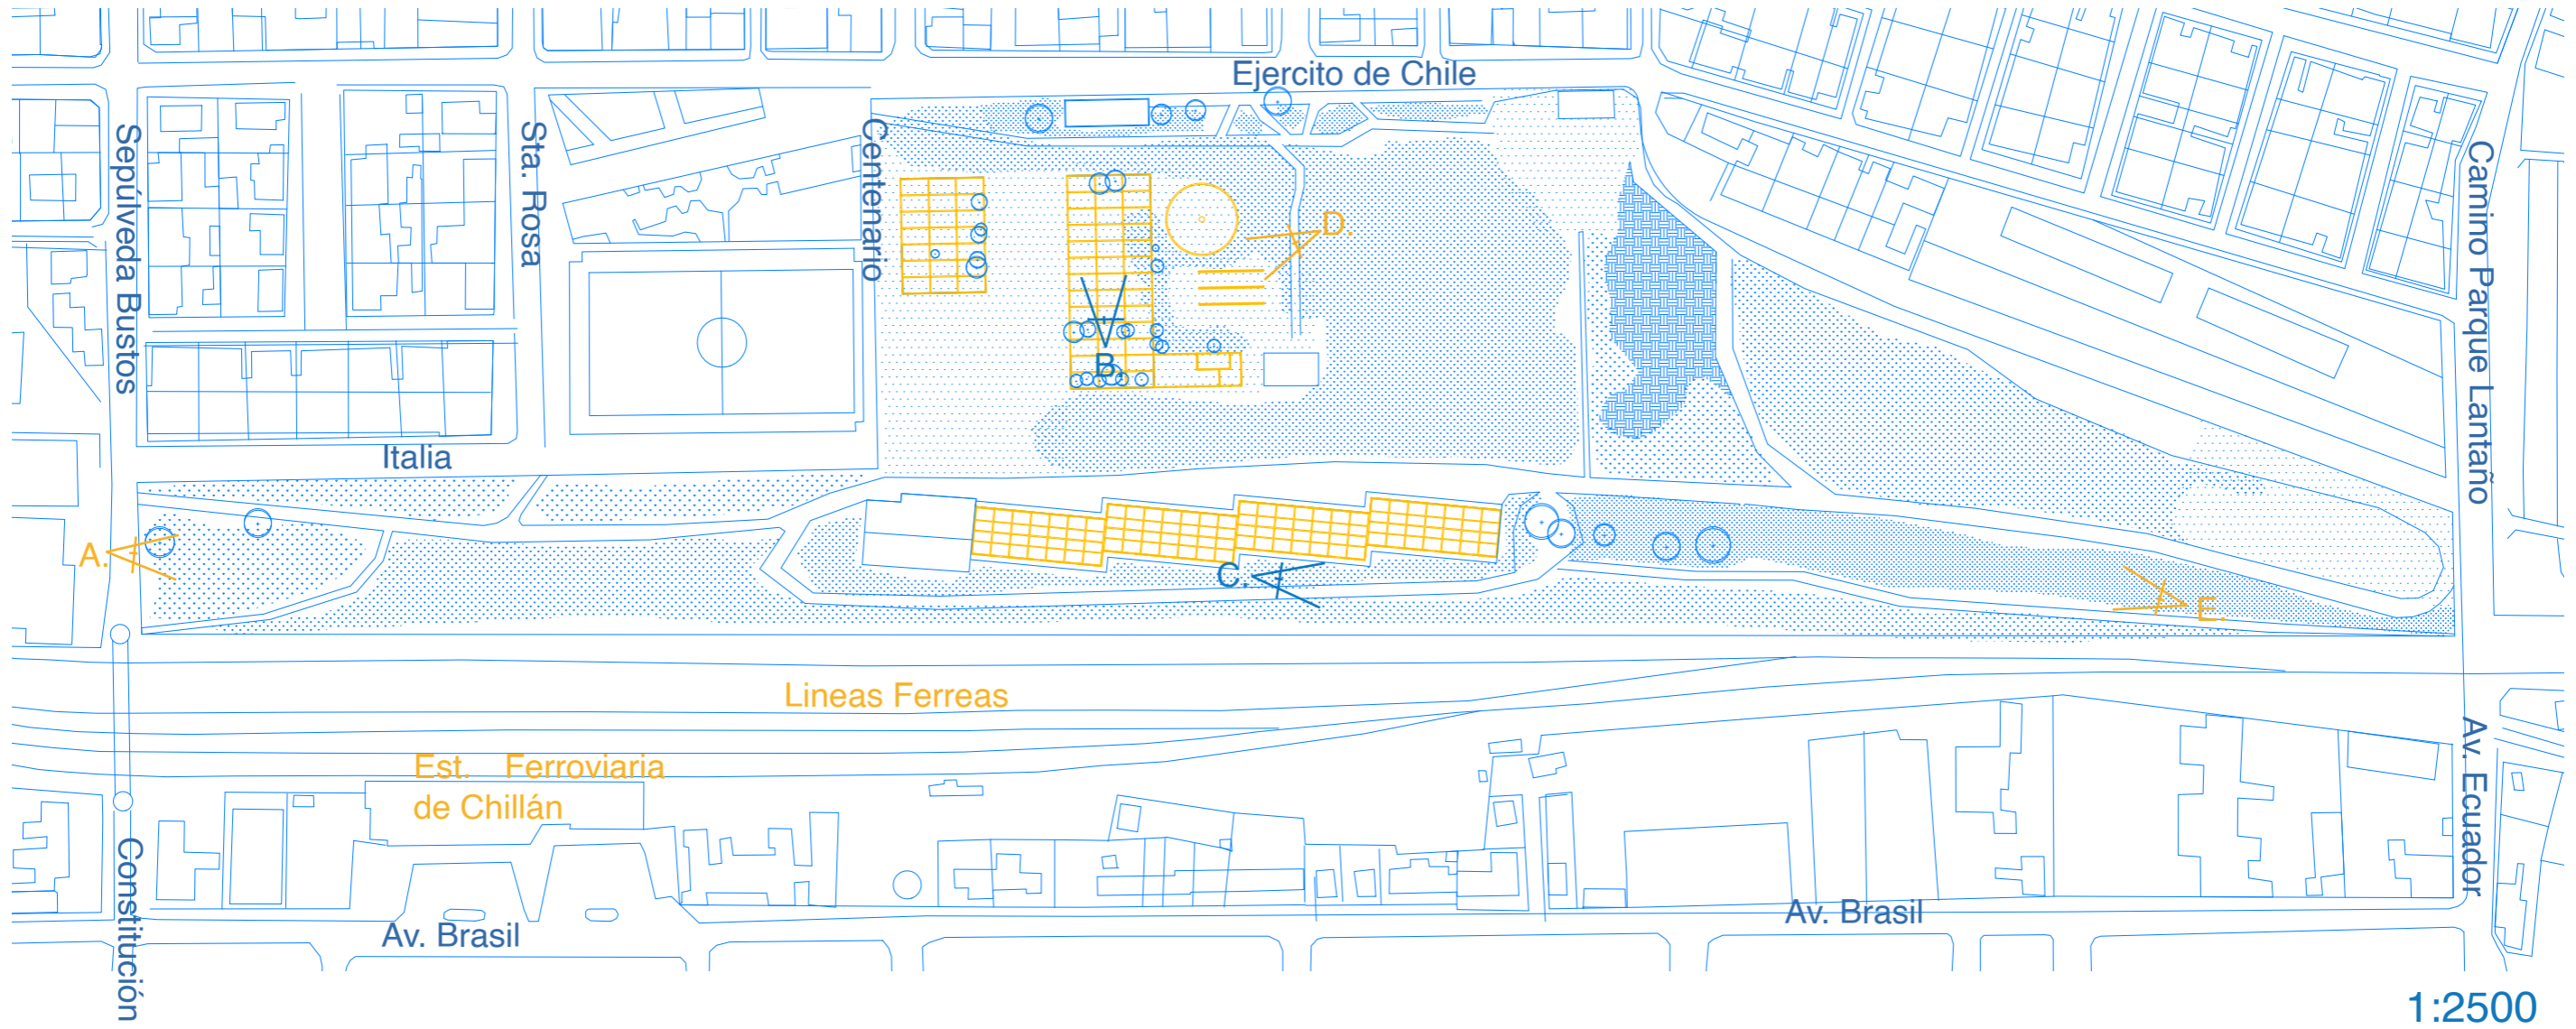 Ejercito de Chile
Sepúlveda Bustos
Sta. Rosa
Centenario
Camino Parque Lantaño
D.
B.
Italia
A.
C.
E.
Lineas Ferreas
Est. Ferroviaria
de Chillán
Av. Ecuador
Constitución
Av. Brasil
Av. Brasil
1:2500